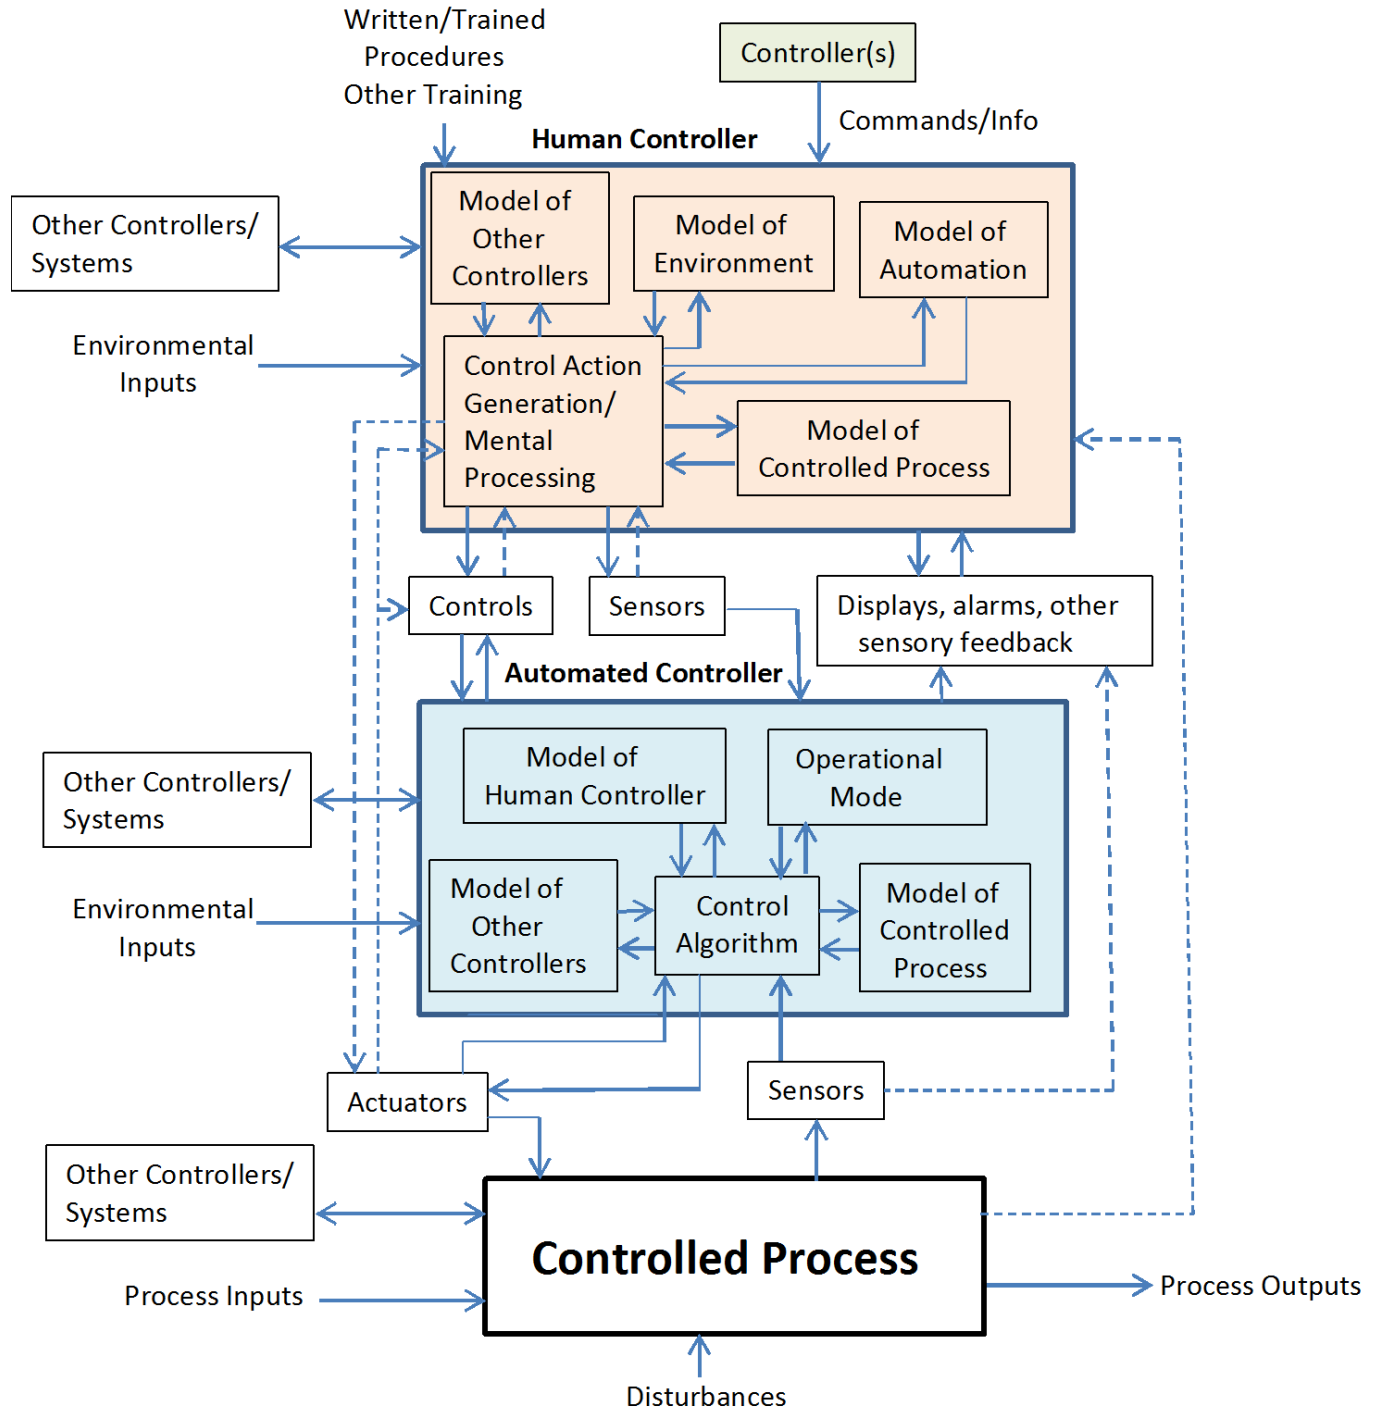 Written/Trained
Procedures
Other Training
Controller(s)
Commands/Info
Human Controller
Other Controllers/
Systems
Model of
Other
Controllers
Model of
Environment
Model of
Automation
Environmental
Inputs
Control Action
Generation/
Mental
Processing
Model of
Controlled Process
Controls
Sensors
Displays, alarms, other
sensory feedback
Automated Controller
Other Controllers/
Systems
Model of
Human Controller
Operational
Mode
Environmental
Inputs
Model of
Other
Controllers
Control
Algorithm
Model of
Controlled
Process
Actuators
Sensors
Other Controllers/
Systems
Controlled Process
Process Inputs
Process Outputs
Disturbances